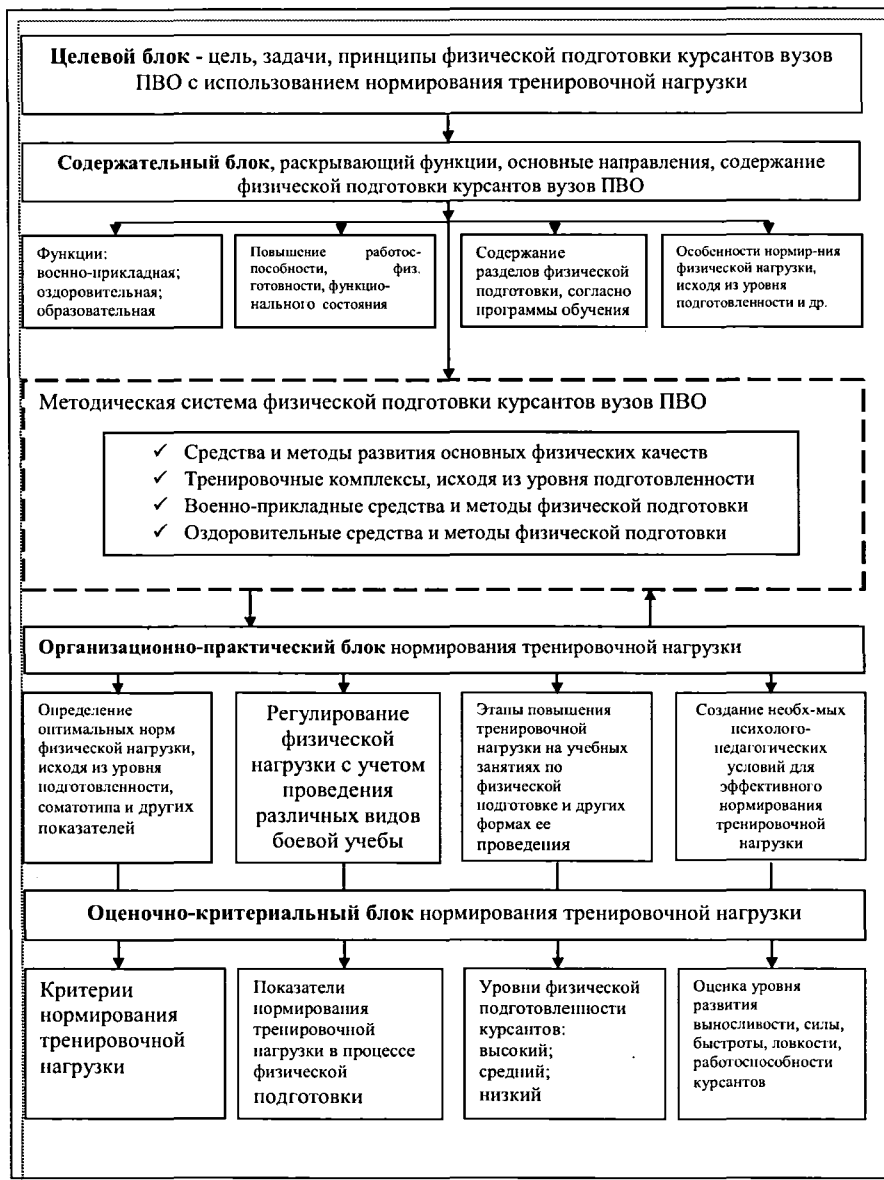 Целевой блок - цель, задачи, принципы физической подготовки курсантов вузов
ПВО с использованием нормирования тренировочной нагрузки
Содержательный блок, раскрывающий функции, основные направления, содержание
физической подготовки курсантов вузов ПВО
Функции:
военно-прикладная;
оздоровительная;
образовательная
Повышение работос-
пособности, физ.
готовности, функцио-
нального состояния
Содержание
разделов физической
подготовки, согласно
программы обучения
Особенности нормир-ния
физической нагрузки,
исходя из уровня
подготовленности и др.
Методическая система физической подготовки курсантов вузов ПВО
✓ Средства и методы развития основных физических качеств
✓ Тренировочные комплексы, исходя из уровня подготовленности
✓ Военно-прикладные средства и методы физической подготовки
✓ Оздоровительные средства и методы физической подготовки
Организационно-практический блок нормирования тренировочной нагрузки
Определение
оптимальных норм
физической нагрузки,
исходя из уровня
подготовленности,
соматотипа и других
показателей
Регулирование
физической
нагрузки с учетом
проведения
различных видов
боевой учебы
Этапы повышения
тренировочной
нагрузки на учебных
занятиях по
физической
подготовке и других
формах ее
проведения
Создание необх-мых
психолого-
педагогических
условий для
эффективного
нормирования
тренировочной
нагрузки
Оценочно-критериальный блок нормирования тренировочной нагрузки
Критерии
нормирования
тренировочной
нагрузки
Показатели
нормирования
тренировочной
нагрузки в процессе
физической
подготовки
Уровни физической
подготовленности
курсантов:
высокий;
средний;
низкий
Оценка уровня
развития
выносливости, силы,
быстроты, ловкости,
работоспособности
курсантов